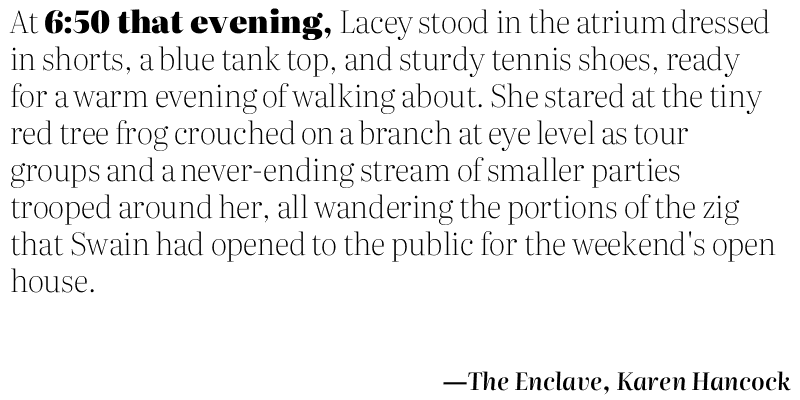 At 6:50 that evening, Lacey stood in the atrium dressed
in shorts, a blue tank top, and sturdy tennis shoes, ready
for a warm evening of walking about. She stared at the tiny
red tree frog crouched on a branch at eye level as tour
groups and a never-ending stream of smaller parties
trooped around her, all wandering the portions of the zig
that Swain had opened to the public for the weekend's open
house.
—The Enclave, Karen Hancock